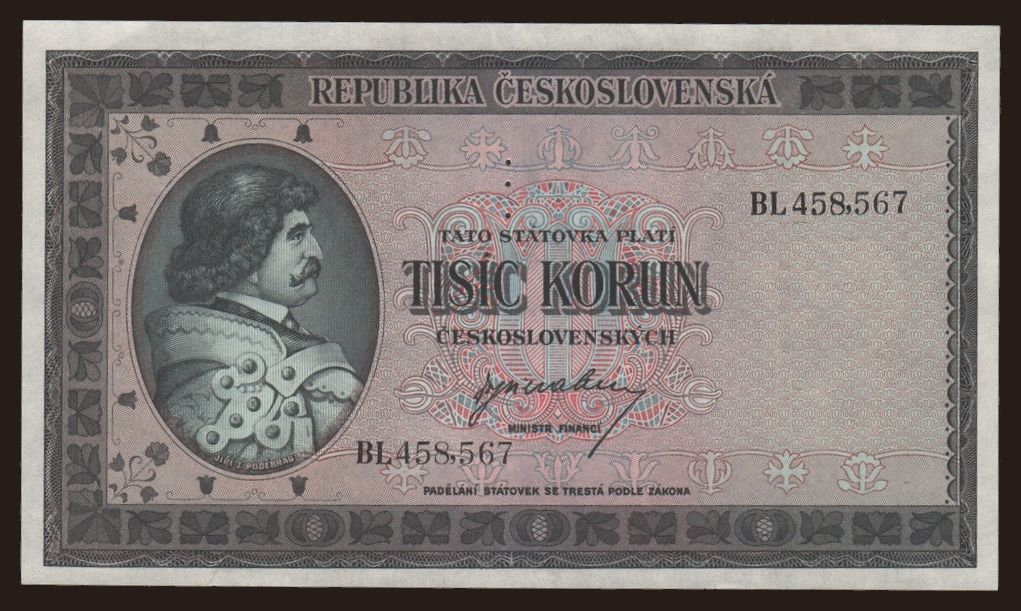 REPUBLIKA ČESKOSLOVENSKÁ
BL 458,567
TATO STÁTOVKA PLATÍ
TISÍC KORUN
ČESKOSLOVENSKÝCH
MINISTR FINANCÍ
BL 458,567
JIŘÍ Z PODĚBRAD
PADĚLÁNÍ STÁTOVEK SE TRESTÁ PODLE ZÁKONA